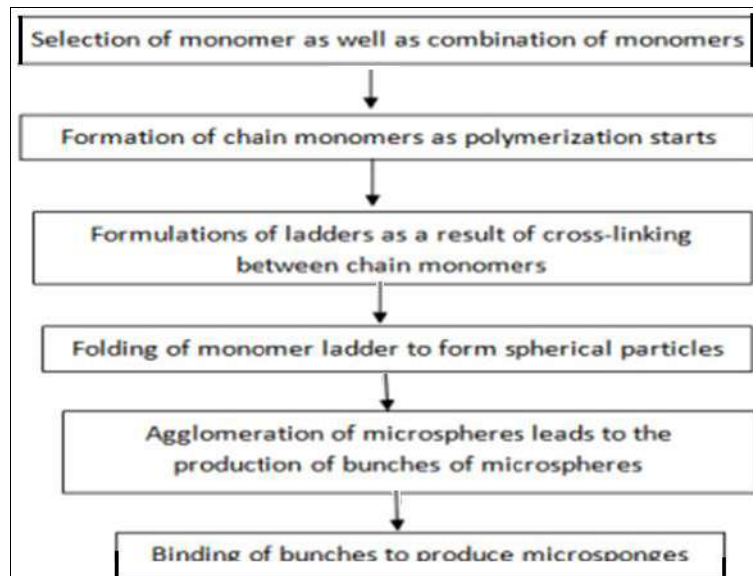 Selection of monomer as well as combination of monomers
Formation of chain monomers as polymerization starts
Formulations of ladders as a result of cross-linking
between chain monomers
Folding of monomer ladder to form spherical particles
Agglomeration of microspheres leads to the
production of bunches of microspheres
Binding of bunches to produce microsponges